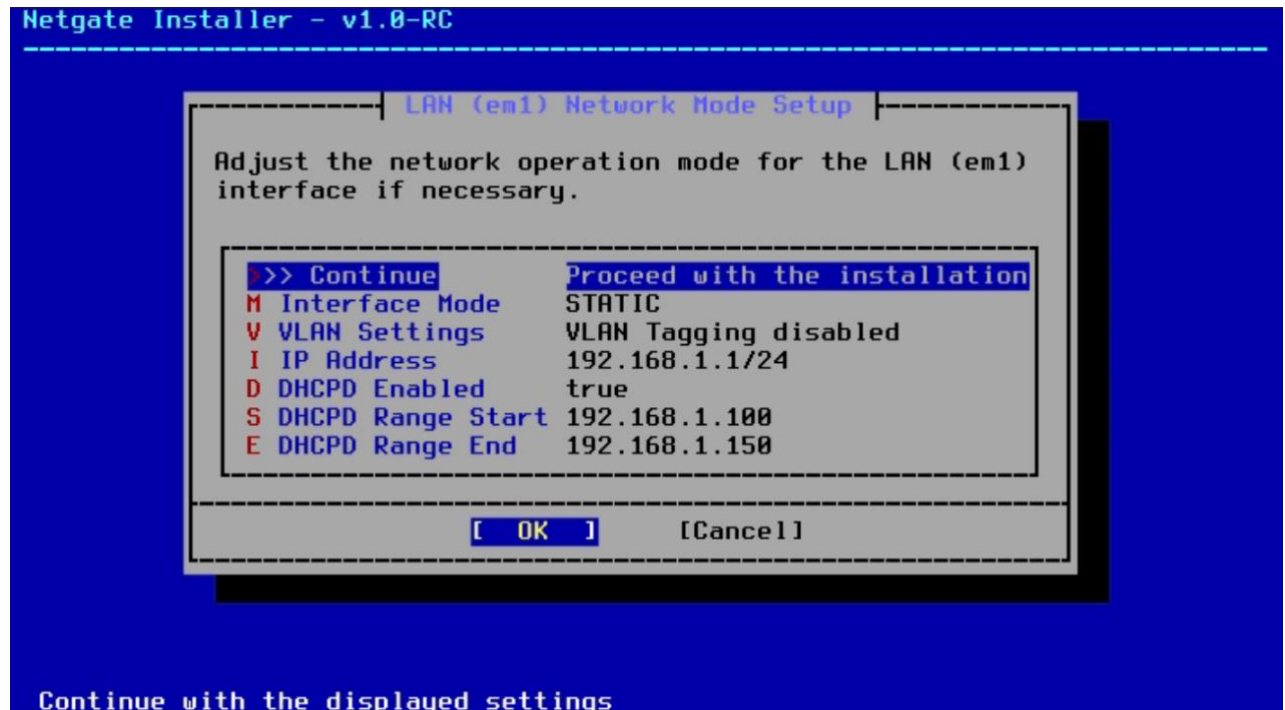 Netgate Installer - v1.0-RC
LAN (em1) Network Mode Setup
Adjust the network operation mode for the LAN (em1)
interface if necessary.
>>> Continue Proceed with the installation
M Interface Mode STATIC
V VLAN Settings VLAN Tagging disabled
I IP Address 192.168.1.1/24
D DHCPD Enabled true
S DHCPD Range Start 192.168.1.100
E DHCPD Range End 192.168.1.150
[ OK ] [Cancel]
Continue with the displayed settings